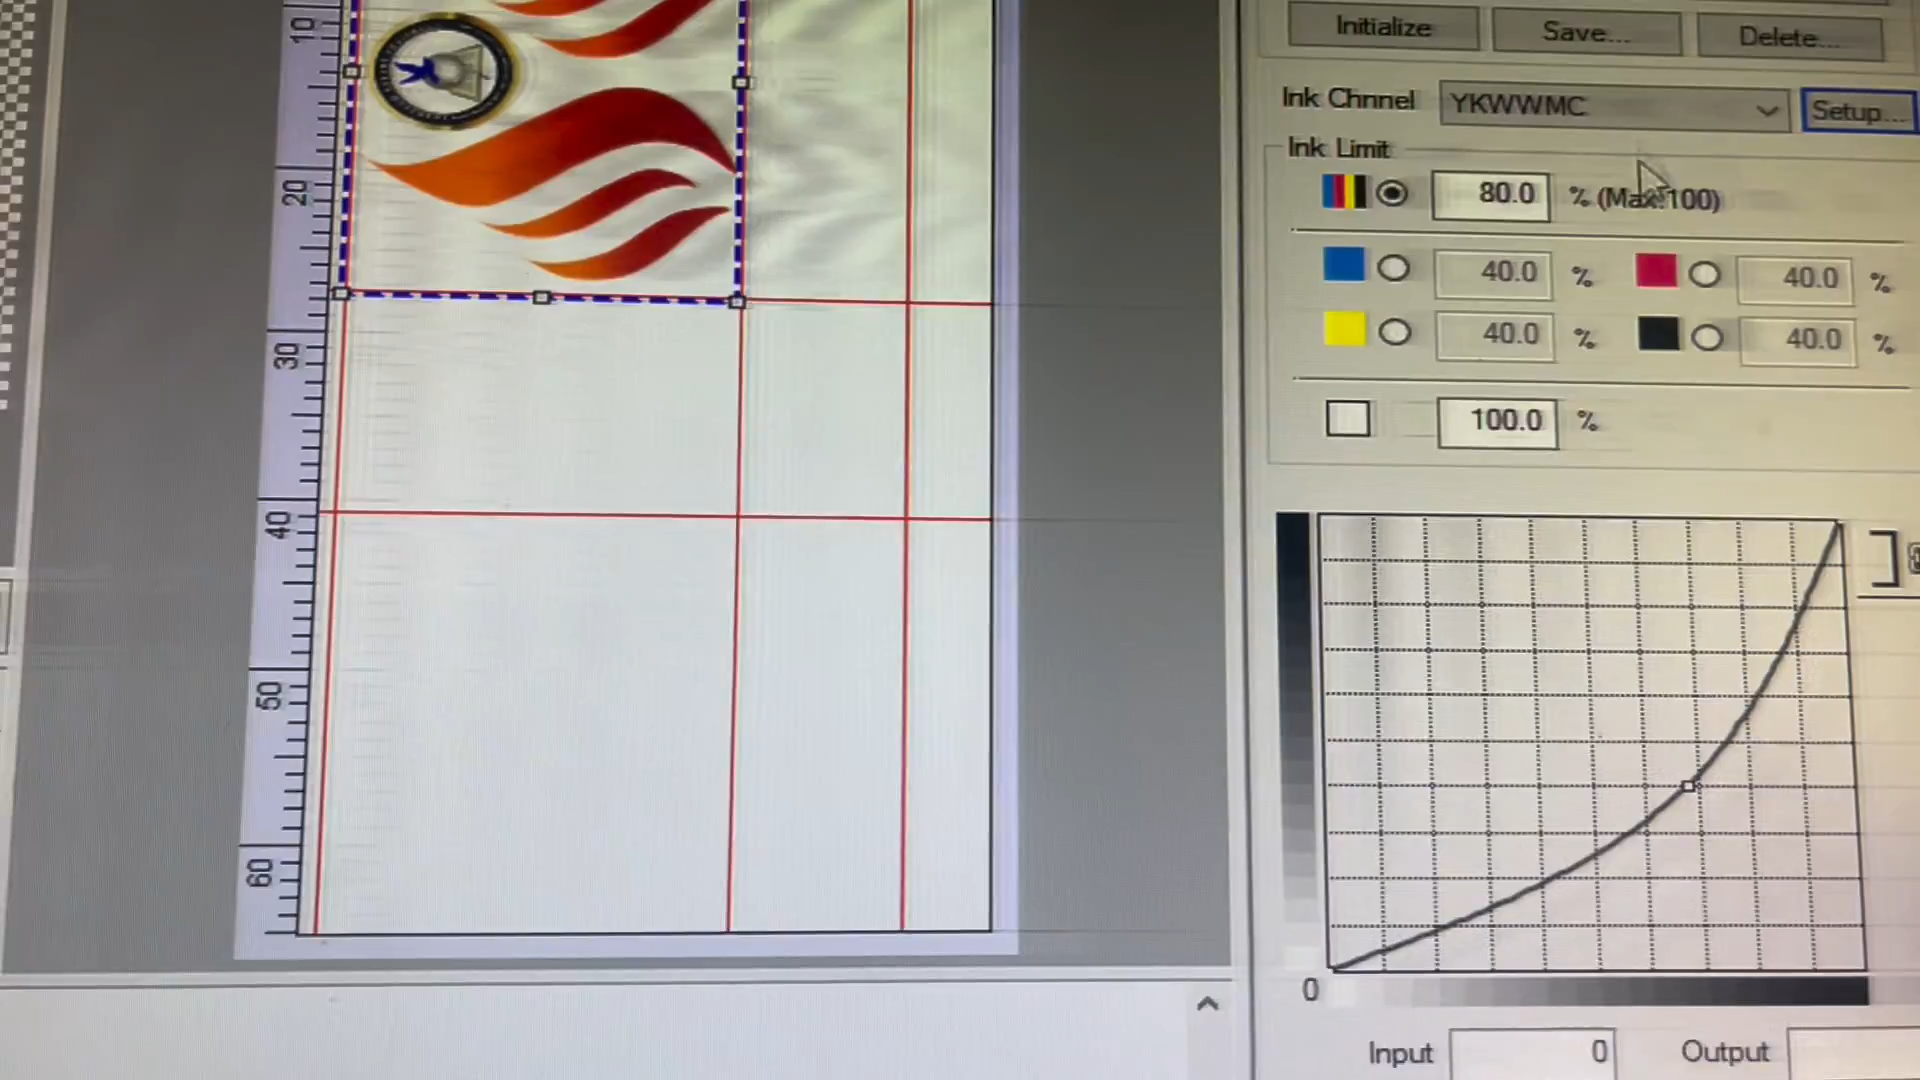 Initialize Save... Delete...
Ink Chnnel YKWWMC Setup...
Ink Limit
80.0 % (Max:100)
40.0 % 40.0 %
40.0 % 40.0 %
100.0 %
10
20
30
40
50
60
0
Input 0 Output